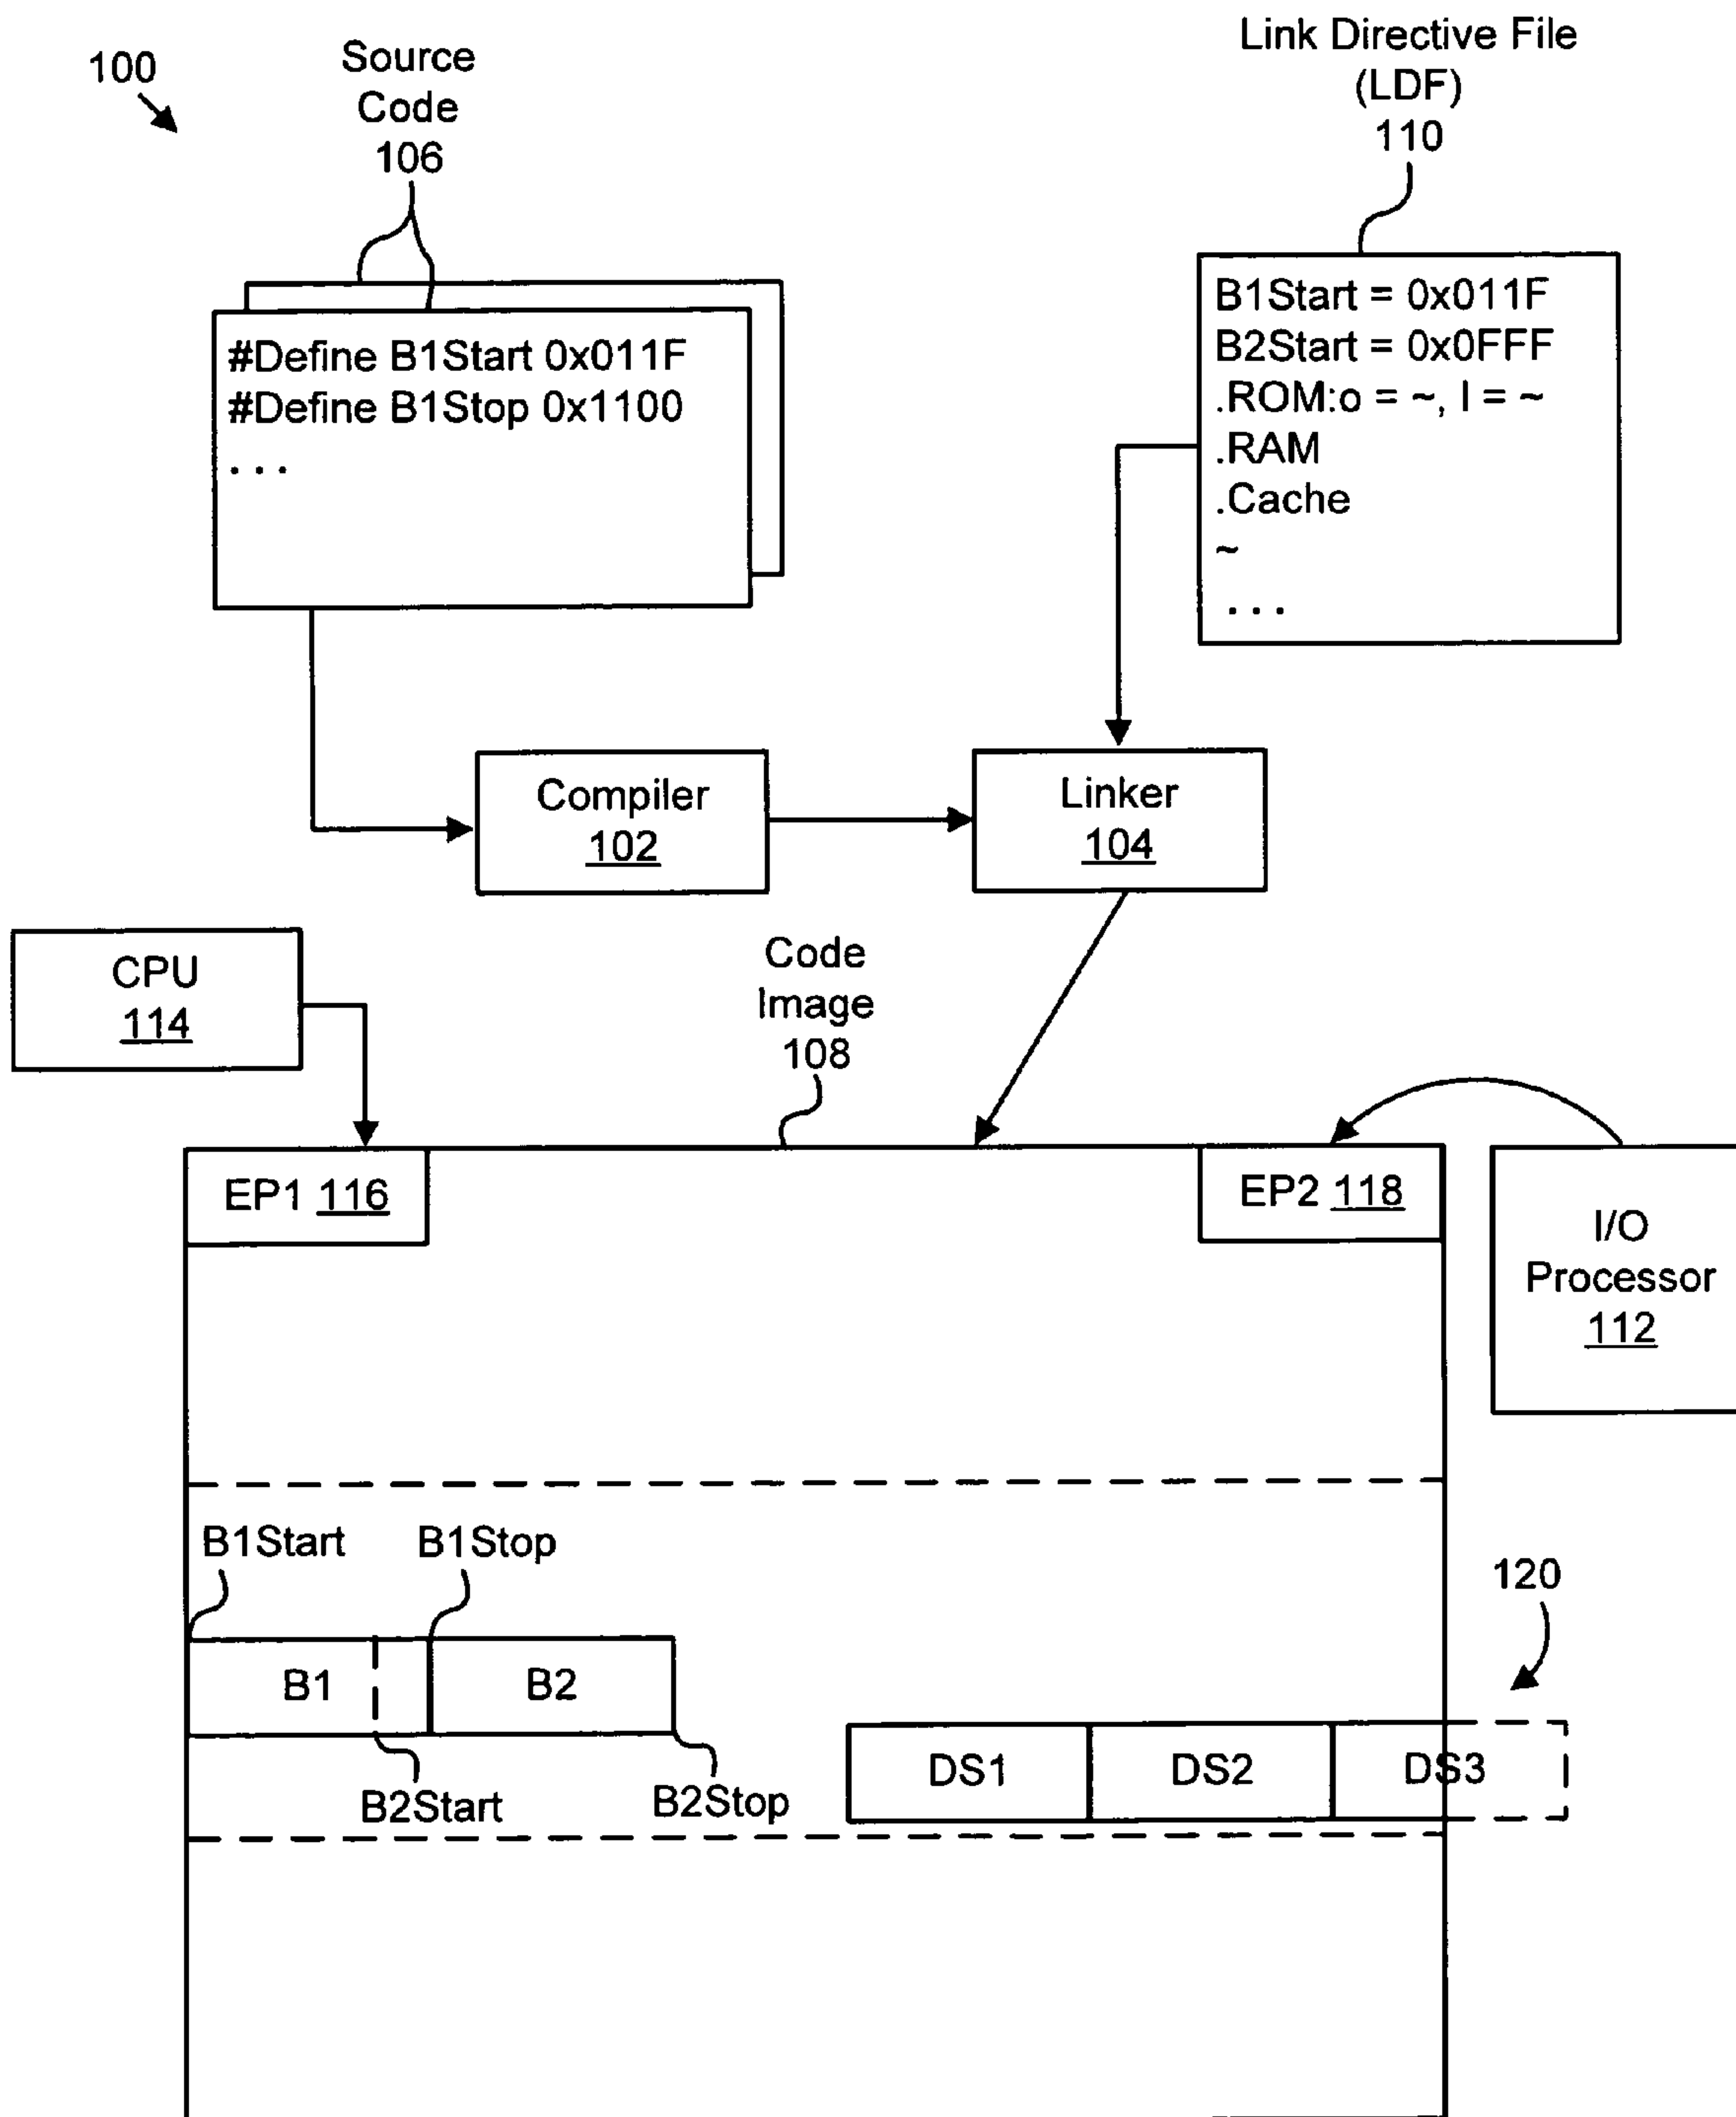 100
Source
Code
106
Link Directive File
(LDF)
110
#Define B1Start 0x011F
#Define B1Stop 0x1100
. . .
B1Start = 0x011F
B2Start = 0x0FFF
.ROM:o = ~, l = ~
.RAM
.Cache
~
. . .
Compiler
102
Linker
104
CPU
114
Code
Image
108
EP1 116
EP2 118
I/O
Processor
112
B1Start
B1Stop
120
B1
B2
DS1
DS2
DS3
B2Start
B2Stop